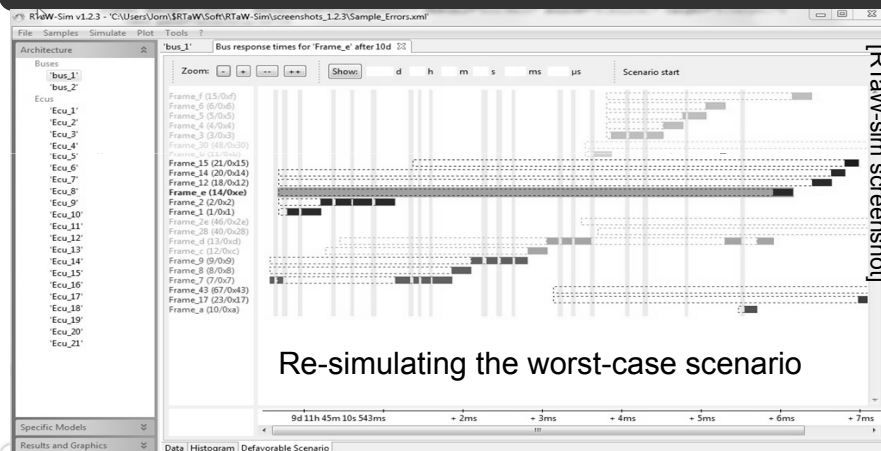 RTaW-Sim v1.2.3 - 'C:\Users\Jorn\$RTaW\Soft\RTaW-Sim\screenshots_1.2.3\Sample_Errors.xml'
File Samples Simulate Plot Tools ?
Architecture
'bus_1' Bus response times for 'Frame_e' after 10d
Buses
'bus_1'
'bus_2'
Ecus
'Ecu_1'
'Ecu_2'
'Ecu_3'
'Ecu_4'
'Ecu_5'
'Ecu_6'
'Ecu_7'
'Ecu_8'
'Ecu_9'
'Ecu_10'
'Ecu_11'
'Ecu_12'
'Ecu_13'
'Ecu_14'
'Ecu_15'
'Ecu_16'
'Ecu_17'
'Ecu_18'
'Ecu_19'
'Ecu_20'
'Ecu_21'
Specific Models
Results and Graphics
Zoom: - + -- ++ Show: d h m s ms µs Scenario start
Frame_f (15/0xf)
Frame_6 (6/0x6)
Frame_5 (5/0x5)
Frame_4 (4/0x4)
Frame_3 (3/0x3)
Frame_30 (48/0x30)
Frame_15 (21/0x15)
Frame_14 (20/0x14)
Frame_12 (18/0x12)
Frame_e (14/0xe)
Frame_2 (2/0x2)
Frame_1 (1/0x1)
Frame_2e (46/0x2e)
Frame_28 (40/0x28)
Frame_d (13/0xd)
Frame_c (12/0xc)
Frame_9 (9/0x9)
Frame_8 (8/0x8)
Frame_7 (7/0x7)
Frame_43 (67/0x43)
Frame_17 (23/0x17)
Frame_a (10/0xa)
Re-simulating the worst-case scenario
9d 11h 45m 10s 543ms + 2ms + 3ms + 4ms + 5ms + 6ms + 7ms
Data Histogram Defavorable Scenario
[RTaW-sim screenshot]